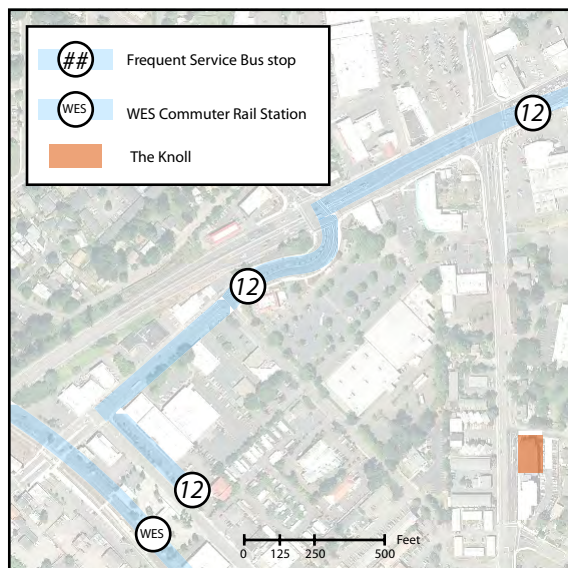 ## Frequent Service Bus stop
WES WES Commuter Rail Station
The Knoll
12
12
12
WES
Feet
0 125 250 500